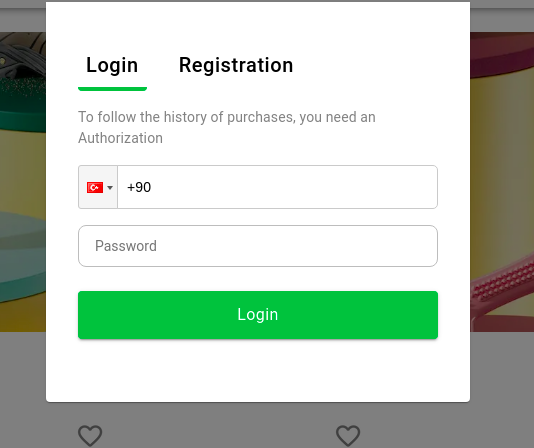 Login Registration
To follow the history of purchases, you need an
Authorization
+90
Password
Login